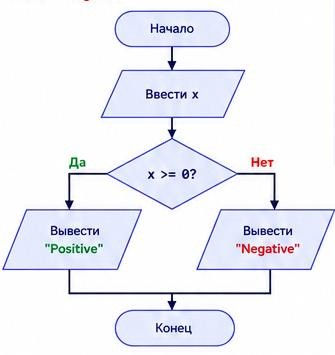 Начало
Ввести x
x >= 0?
Да
Нет
Вывести
"Positive"
Вывести
"Negative"
Конец